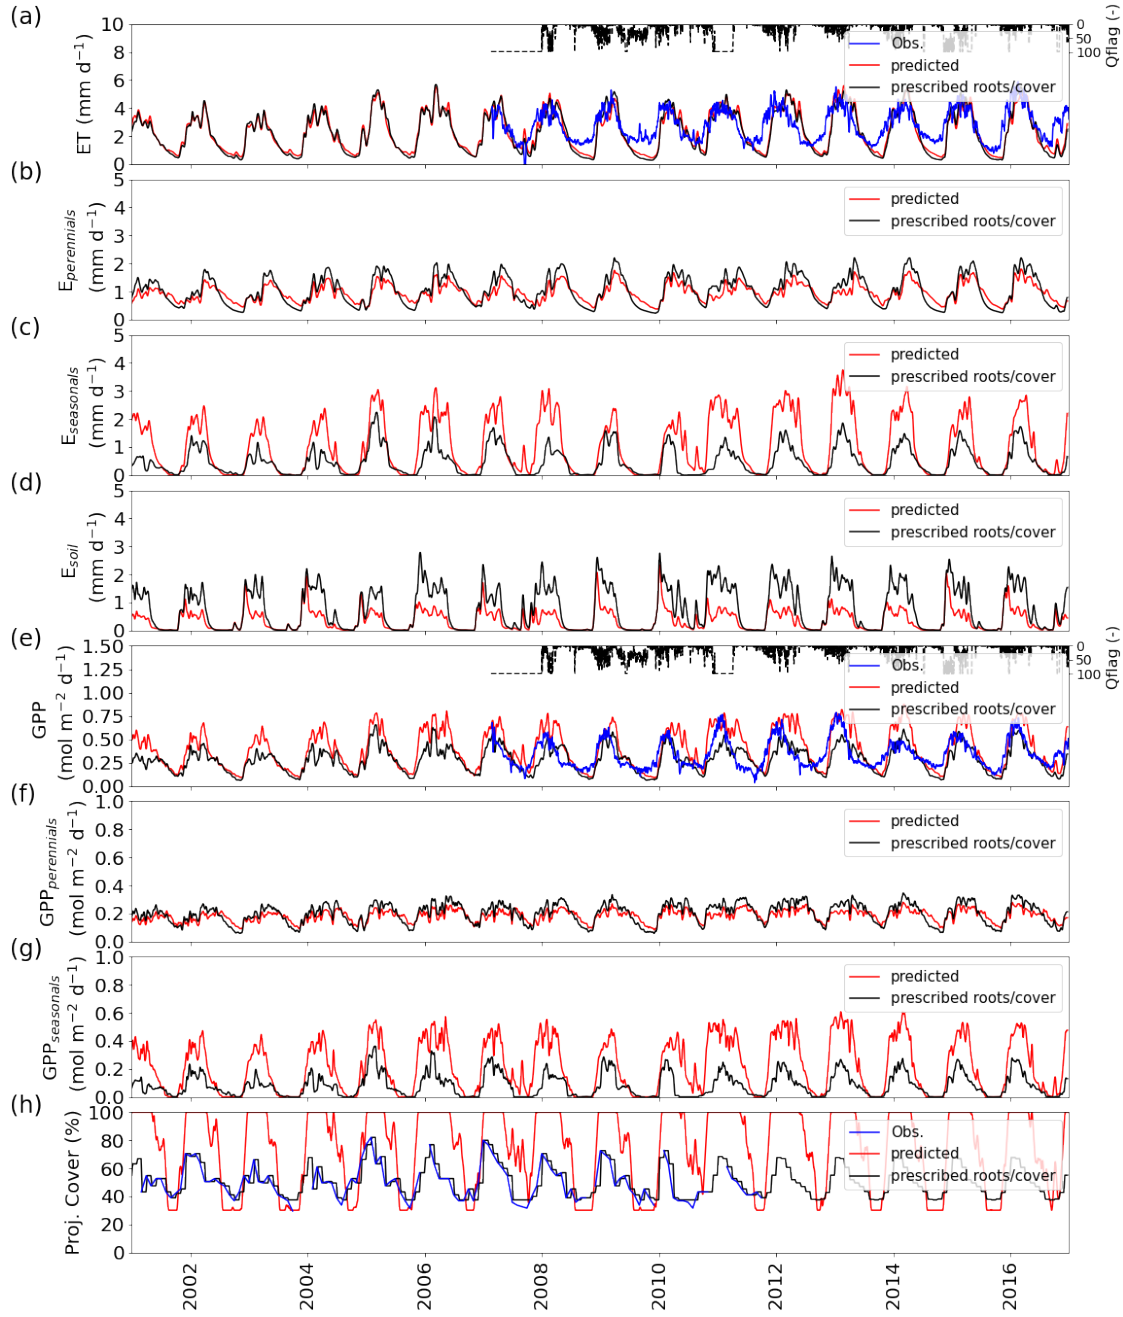 (a)
10
8
6
4
2
0
ET (mm d⁻¹)
0
50
100
Qflag (-)
Obs.
predicted
prescribed roots/cover
(b)
5
4
3
2
1
0
E_perennials
(mm d⁻¹)
predicted
prescribed roots/cover
(c)
5
4
3
2
1
0
E_seasonals
(mm d⁻¹)
predicted
prescribed roots/cover
(d)
5
4
3
2
1
0
E_soil
(mm d⁻¹)
predicted
prescribed roots/cover
(e)
1.50
1.25
1.00
0.75
0.50
0.25
0.00
GPP
(mol m⁻² d⁻¹)
0
50
100
Qflag (-)
Obs.
predicted
prescribed roots/cover
(f)
1.0
0.8
0.6
0.4
0.2
0.0
GPP_perennials
(mol m⁻² d⁻¹)
predicted
prescribed roots/cover
(g)
1.0
0.8
0.6
0.4
0.2
0.0
GPP_seasonals
(mol m⁻² d⁻¹)
predicted
prescribed roots/cover
(h)
100
80
60
40
20
0
Proj. Cover (%)
Obs.
predicted
prescribed roots/cover
2002
2004
2006
2008
2010
2012
2014
2016